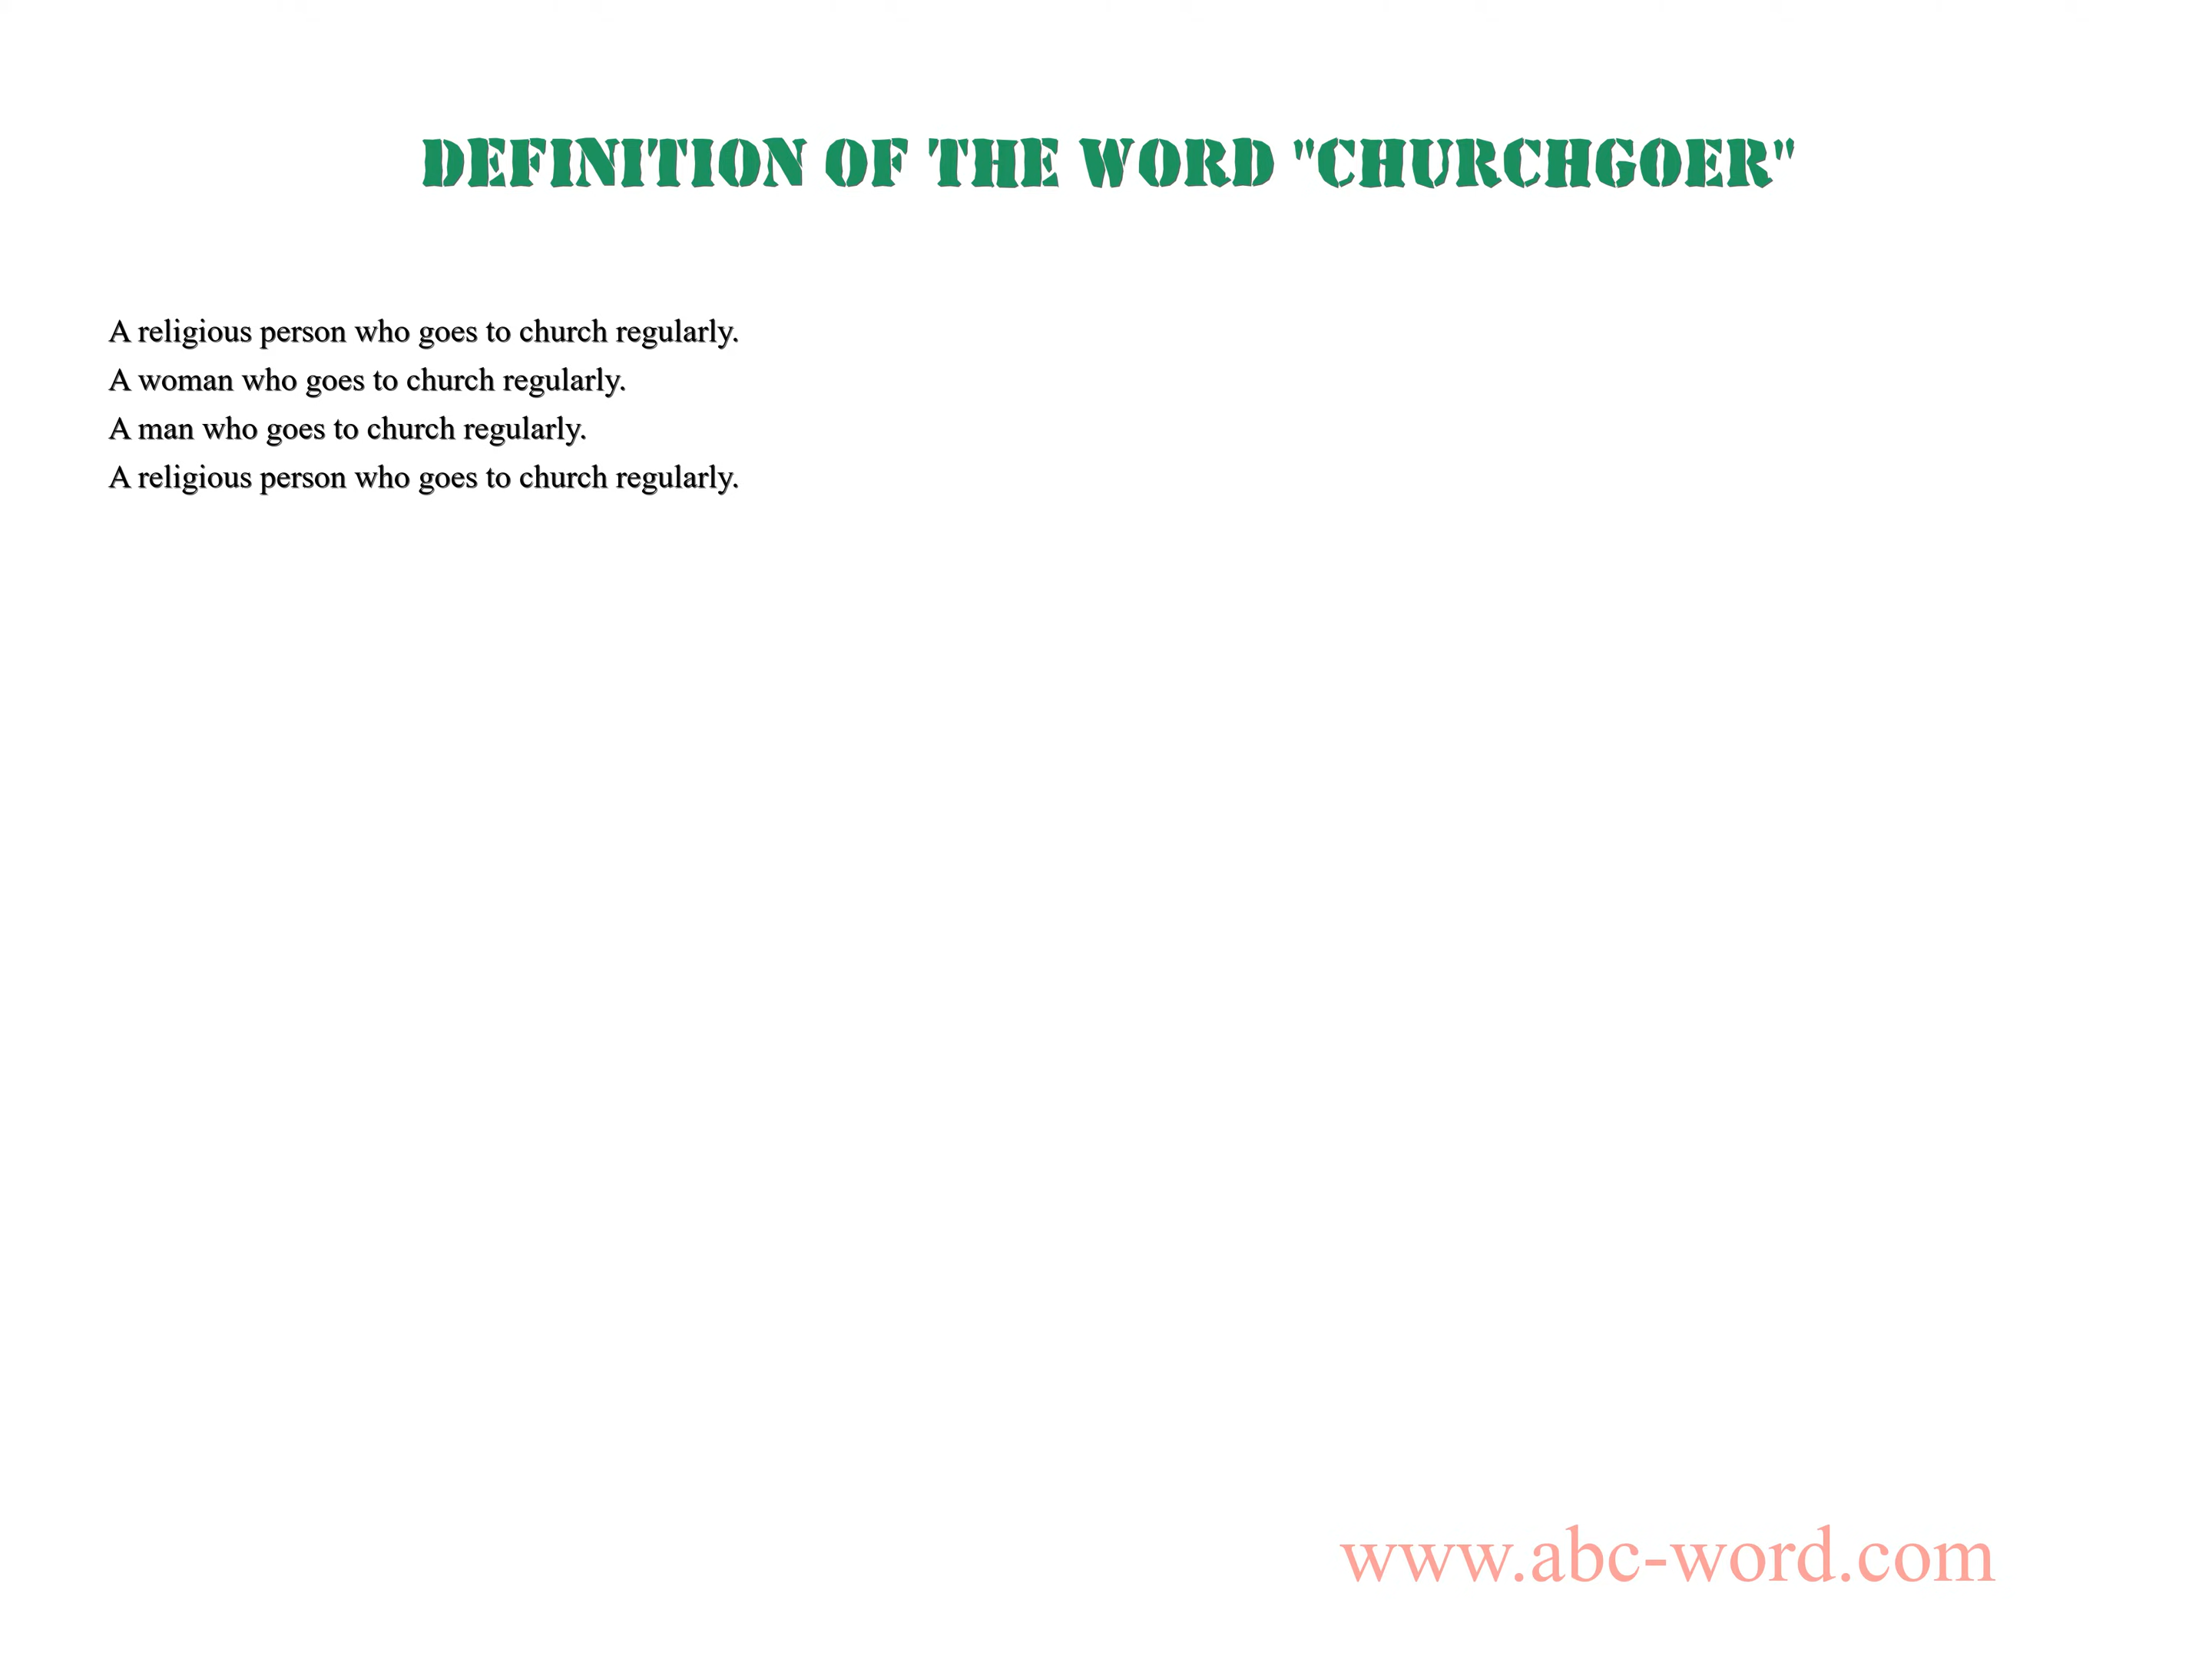 DEFINITION OF THE WORD "CHURCHGOER"
A religious person who goes to church regularly.
A woman who goes to church regularly.
A man who goes to church regularly.
A religious person who goes to church regularly.
www.abc-word.com